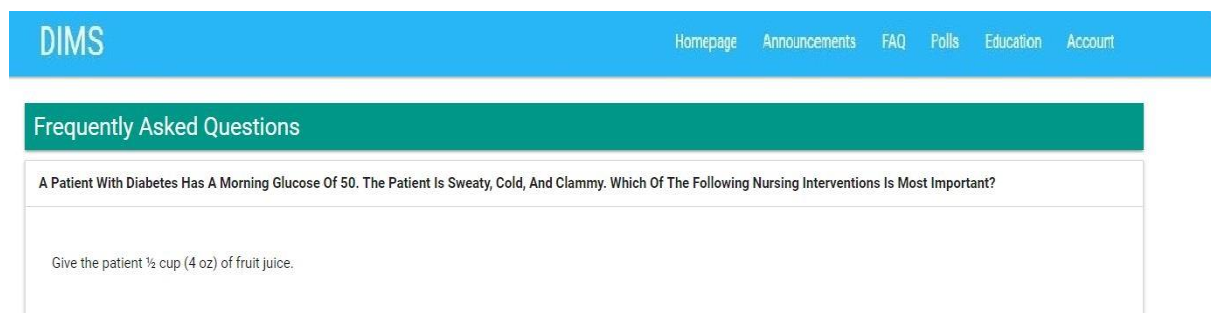 DIMS
Homepage Announcements FAQ Polls Education Account
Frequently Asked Questions
A Patient With Diabetes Has A Morning Glucose Of 50. The Patient Is Sweaty, Cold, And Clammy. Which Of The Following Nursing Interventions Is Most Important?
Give the patient ½ cup (4 oz) of fruit juice.